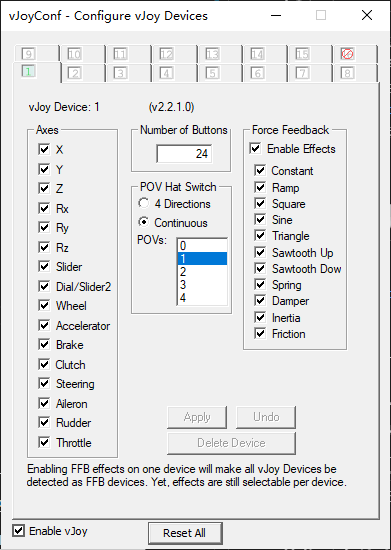 vJoyConf - Configure vJoy Devices
9 10 11 12 13 14 15
1 2 3 4 5 6 7 8
vJoy Device: 1 (v2.2.1.0)
Axes
X
Y
Z
Rx
Ry
Rz
Slider
Dial/Slider2
Wheel
Accelerator
Brake
Clutch
Steering
Aileron
Rudder
Throttle
Number of Buttons
24
POV Hat Switch
4 Directions
Continuous
POVs:
0
1
2
3
4
Force Feedback
Enable Effects
Constant
Ramp
Square
Sine
Triangle
Sawtooth Up
Sawtooth Dow
Spring
Damper
Inertia
Friction
Apply
Undo
Delete Device
Enabling FFB effects on one device will make all vJoy Devices be
detected as FFB devices. Yet, effects are still selectable per device.
Enable vJoy
Reset All